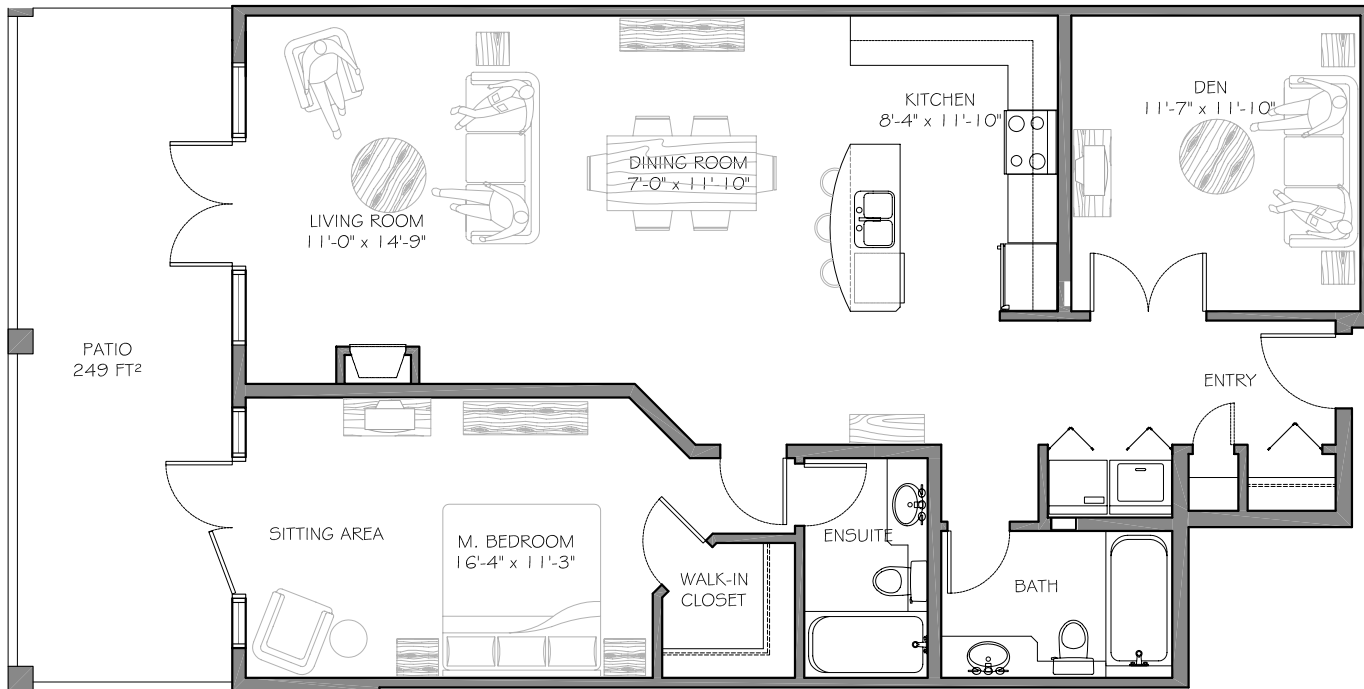 KITCHEN
8'-4" x 11'-10"
DEN
11'-7" x 11'-10"
DINING ROOM
7'-0" x 11'-10"
LIVING ROOM
11'-0" x 14'-9"
PATIO
249 FT²
ENTRY
SITTING AREA
M. BEDROOM
16'-4" x 11'-3"
ENSUITE
WALK-IN
CLOSET
BATH